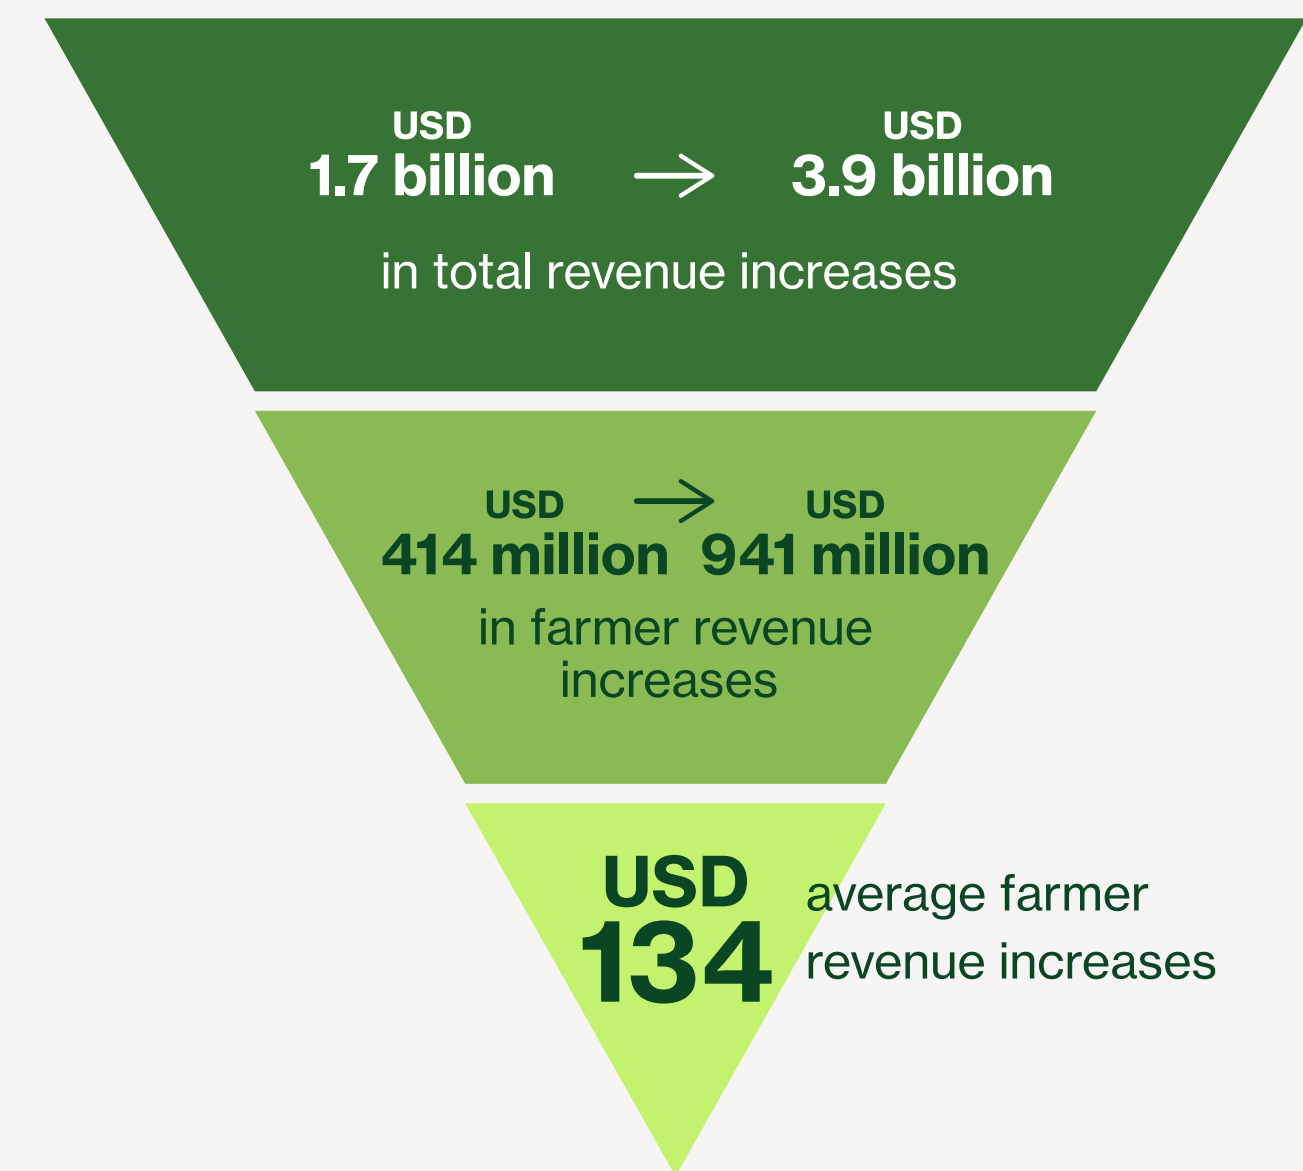 USD USD
1.7 billion → 3.9 billion
in total revenue increases
USD → USD
414 million 941 million
in farmer revenue
increases
USD
134
average farmer
revenue increases